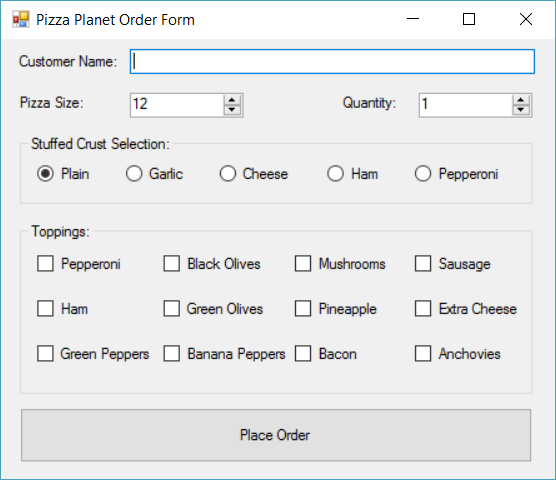 Pizza Planet Order Form
Customer Name:
Pizza Size: 12 Quantity: 1
Stuffed Crust Selection:
Plain Garlic Cheese Ham Pepperoni
Toppings:
Pepperoni Black Olives Mushrooms Sausage
Ham Green Olives Pineapple Extra Cheese
Green Peppers Banana Peppers Bacon Anchovies
Place Order